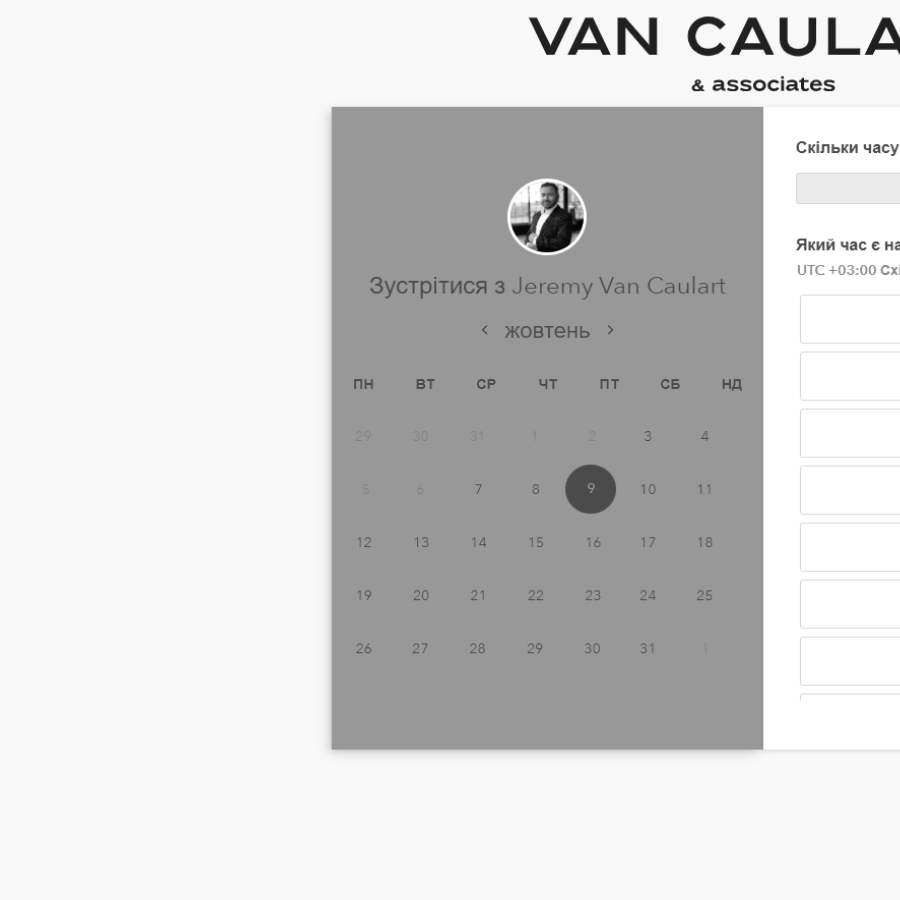 VAN CAULA
& associates
Зустрітися з Jeremy Van Caulart
< жовтень >
ПН ВТ СР ЧТ ПТ СБ НД
29 30 31 1 2 3 4
5 6 7 8 9 10 11
12 13 14 15 16 17 18
19 20 21 22 23 24 25
26 27 28 29 30 31 1
Скільки часу
Який час є на
UTC +03:00 Схі